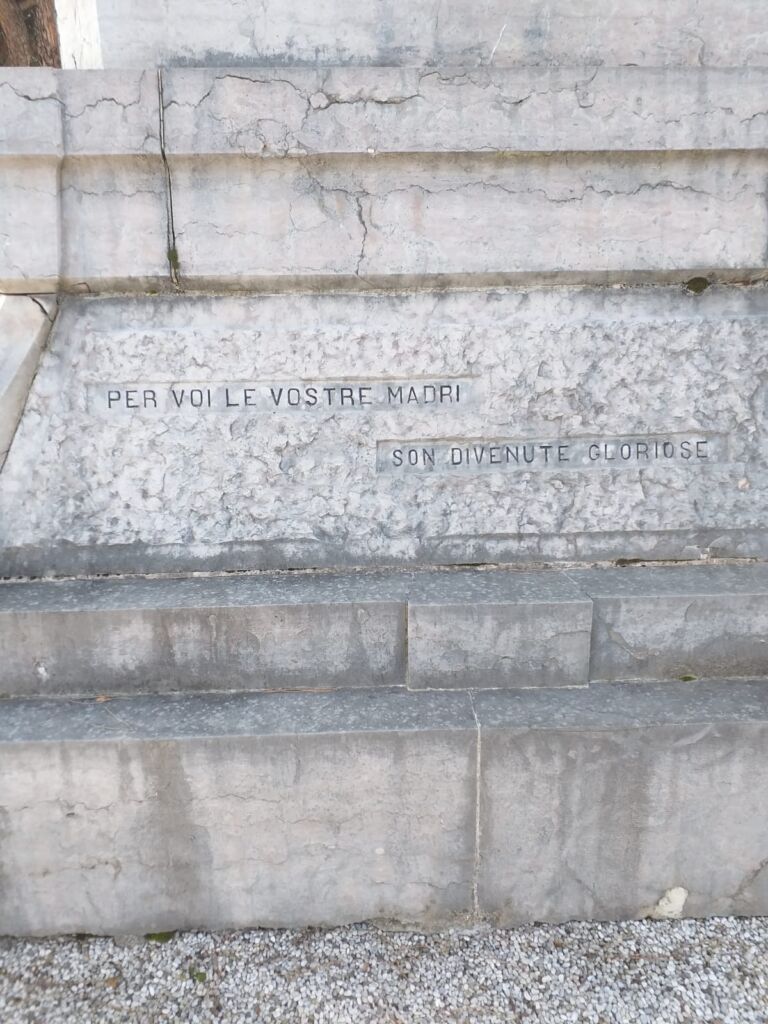 PER VOI LE VOSTRE MADRI
SON DIVENUTE GLORIOSE